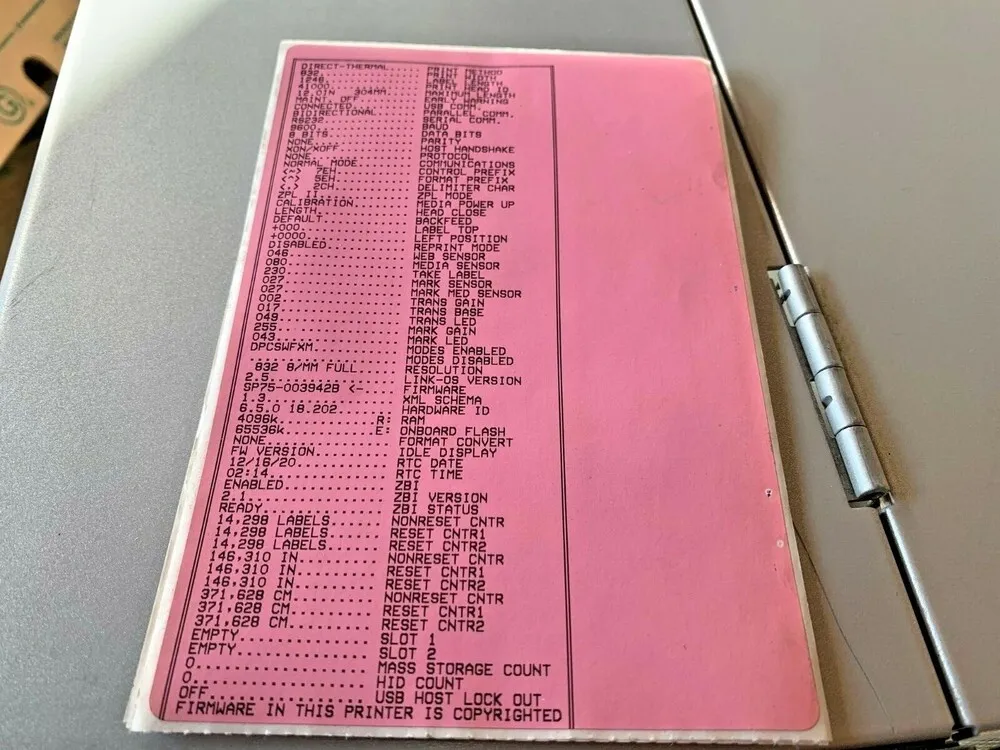 DIRECT-THERMAL....... PRINT METHOD
832.................. PRINT WIDTH
1246................. LABEL LENGTH
41000................ PRINT HEAD ID
12.0IN 304MM....... MAXIMUM LENGTH
MAINT. OFF........... EARLY WARNING
CONNECTED............ USB COMM.
BIDIRECTIONAL........ PARALLEL COMM.
RS232................ SERIAL COMM.
9600................. BAUD
8 BITS............... DATA BITS
NONE................. PARITY
XON/XOFF............. HOST HANDSHAKE
NONE................. PROTOCOL
NORMAL MODE.......... COMMUNICATIONS
<~> 7EH............. CONTROL PREFIX
<^> 5EH............. FORMAT PREFIX
<,> 2CH............. DELIMITER CHAR
ZPL II............... ZPL MODE
CALIBRATION.......... MEDIA POWER UP
LENGTH............... HEAD CLOSE
DEFAULT.............. BACKFEED
+000................. LABEL TOP
+0000................ LEFT POSITION
DISABLED............. REPRINT MODE
046.................. WEB SENSOR
080.................. MEDIA SENSOR
230.................. TAKE LABEL
027.................. MARK SENSOR
027.................. MARK MED SENSOR
002.................. TRANS GAIN
017.................. TRANS BASE
049.................. TRANS LED
255.................. MARK GAIN
043.................. MARK LED
DPCSWFXM............. MODES ENABLED
..................... MODES DISABLED
832 8/MM FULL....... RESOLUTION
2.5.................. LINK-OS VERSION
SP75-003942B <-...... FIRMWARE
1.3.................. XML SCHEMA
6.5.0 18.202......... HARDWARE ID
4096k............. R: RAM
65536k............ E: ONBOARD FLASH
NONE................. FORMAT CONVERT
FW VERSION........... IDLE DISPLAY
12/16/20............. RTC DATE
02:14................ RTC TIME
ENABLED.............. ZBI
2.1.................. ZBI VERSION
READY................ ZBI STATUS
14,298 LABELS........ NONRESET CNTR
14,298 LABELS........ RESET CNTR1
14,298 LABELS........ RESET CNTR2
146,310 IN........... NONRESET CNTR
146,310 IN........... RESET CNTR1
146,310 IN........... RESET CNTR2
371,628 CM........... NONRESET CNTR
371,628 CM........... RESET CNTR1
371,628 CM........... RESET CNTR2
EMPTY................ SLOT 1
EMPTY................ SLOT 2
0.................... MASS STORAGE COUNT
0.................... HID COUNT
OFF.................. USB HOST LOCK OUT
FIRMWARE IN THIS PRINTER IS COPYRIGHTED